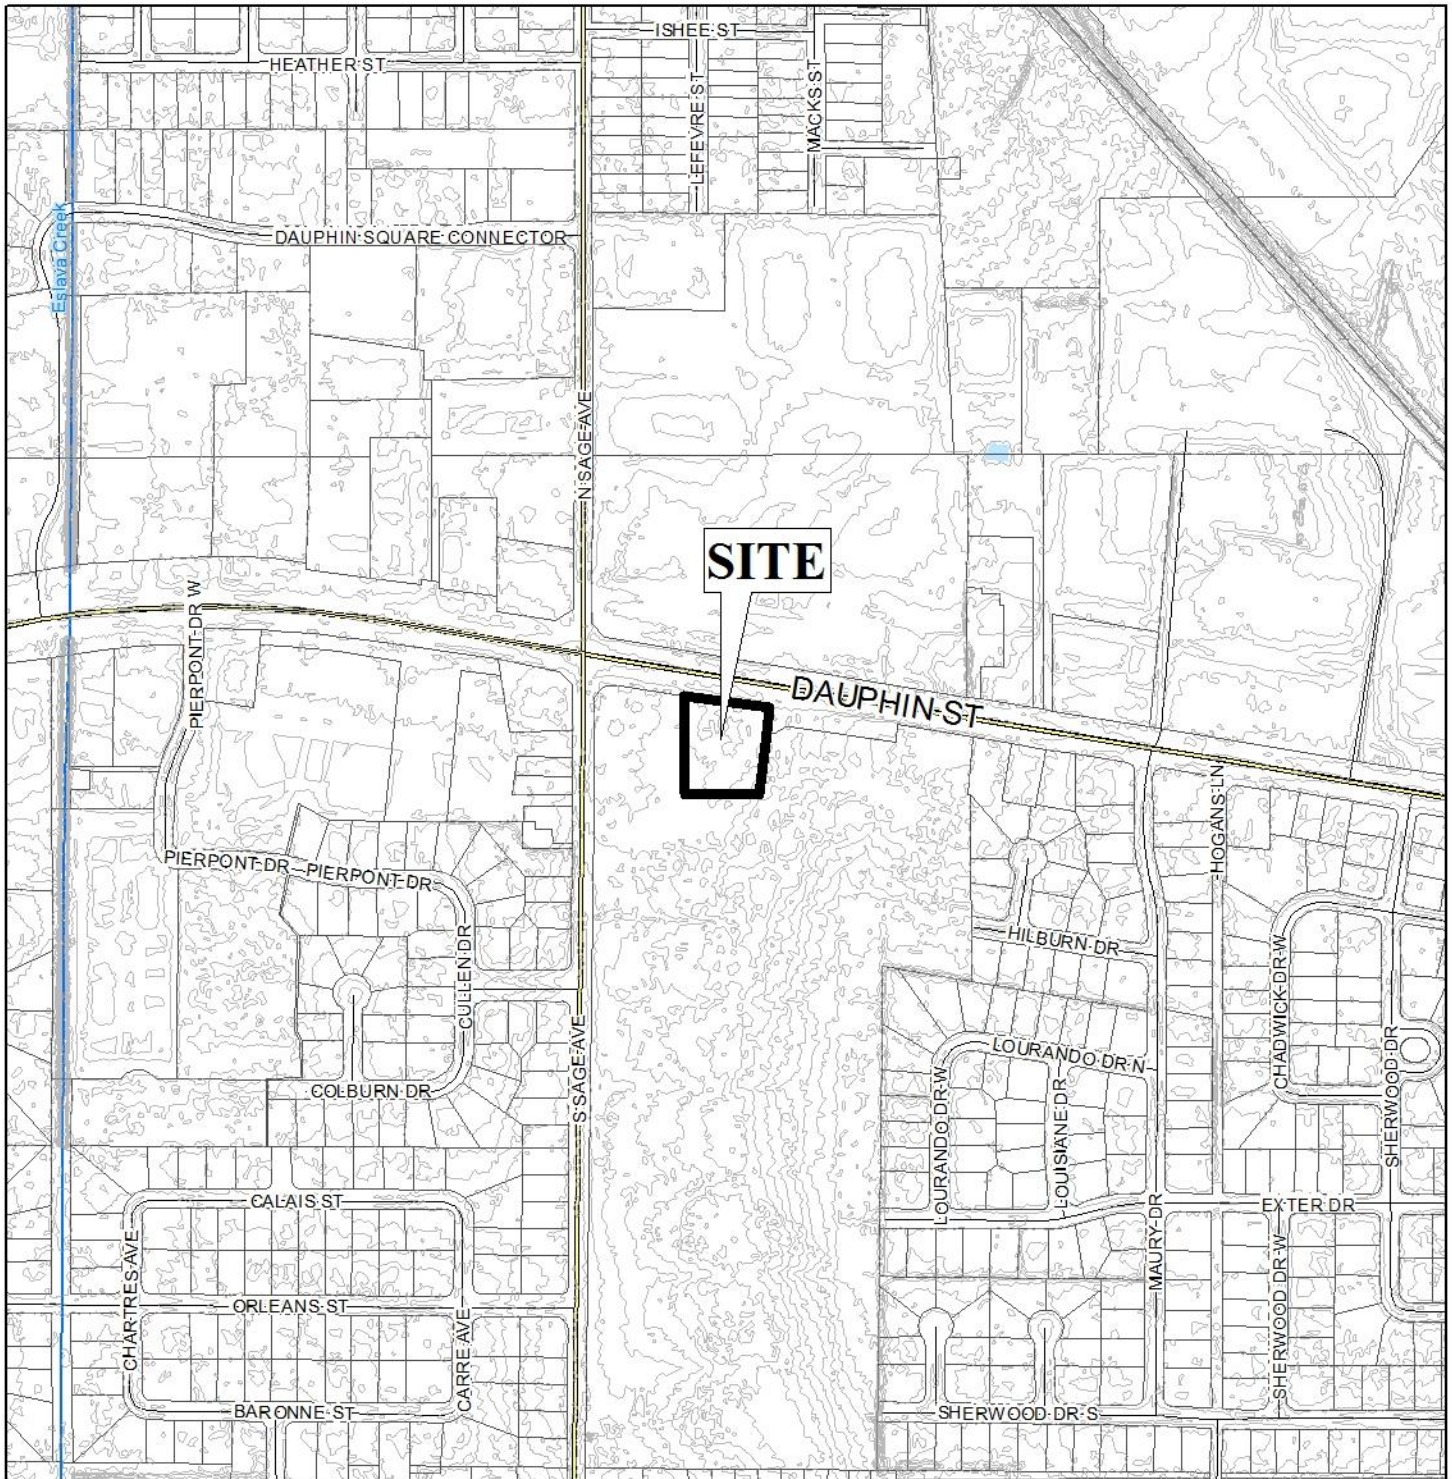 ISHEE ST
HEATHER ST
LEFEVRE ST
MACKS ST
Eslava Creek
DAUPHIN SQUARE CONNECTOR
N SAGE AVE
SITE
PIERPONT DR W
DAUPHIN ST
HOGANS LN
PIERPONT DR
PIERPONT DR
CULLEN DR
HILBURN DR
CHADWICK DR W
S SAGE AVE
LOURANDO DR N
SHERWOOD DR
COLBURN DR
LOURANDO DR W
LOUISIANE DR
CALAIS ST
EXTER DR
CHARTRES AVE
MAURY DR
ORLEANS ST
CARRE AVE
SHERWOOD DR W
BARONNE ST
SHERWOOD DR S